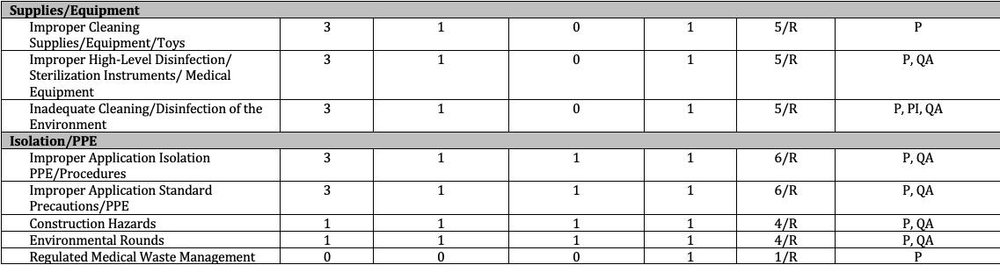 Supplies/Equipment
Improper Cleaning 3 1 0 1 5/R P
Supplies/Equipment/Toys
Improper High-Level Disinfection/ 3 1 0 1 5/R P, QA
Sterilization Instruments/ Medical
Equipment
Inadequate Cleaning/Disinfection of the 3 1 0 1 5/R P, PI, QA
Environment
Isolation/PPE
Improper Application Isolation 3 1 1 1 6/R P, QA
PPE/Procedures
Improper Application Standard 3 1 1 1 6/R P, QA
Precautions/PPE
Construction Hazards 1 1 1 1 4/R P, QA
Environmental Rounds 1 1 1 1 4/R P, QA
Regulated Medical Waste Management 0 0 0 1 1/R P